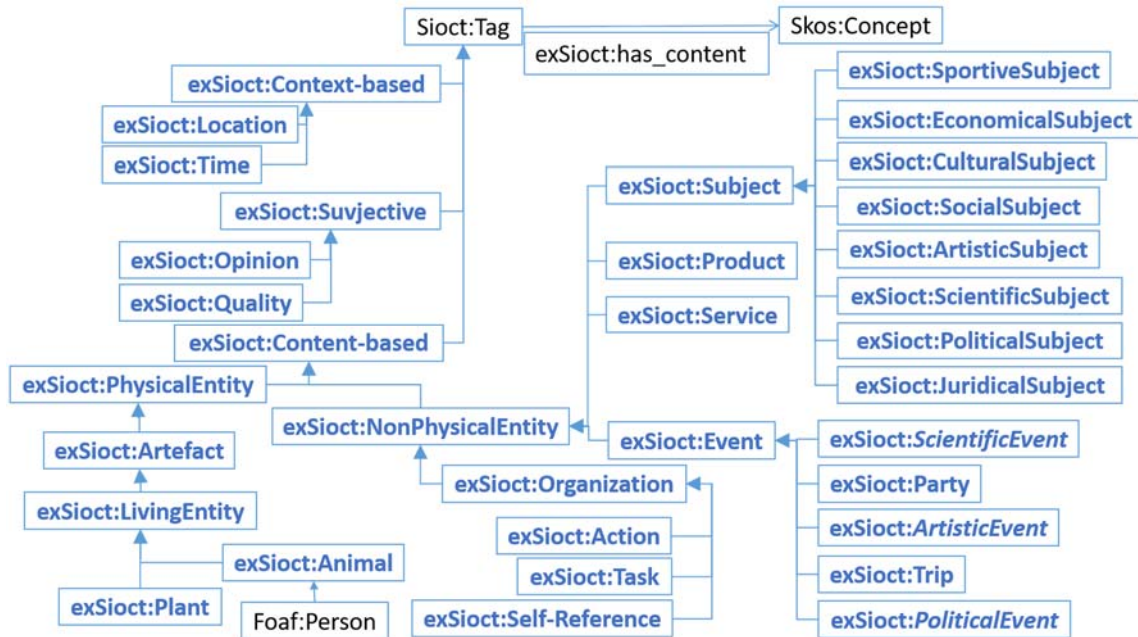 Sioct:Tag
Skos:Concept
exSioct:has_content
exSioct:Context-based
exSioct:Location
exSioct:Time
exSioct:Suvjective
exSioct:Opinion
exSioct:Quality
exSioct:Content-based
exSioct:PhysicalEntity
exSioct:Artefact
exSioct:LivingEntity
exSioct:Animal
exSioct:Plant
Foaf:Person
exSioct:NonPhysicalEntity
exSioct:Organization
exSioct:Action
exSioct:Task
exSioct:Self-Reference
exSioct:Subject
exSioct:Product
exSioct:Service
exSioct:Event
exSioct:SportiveSubject
exSioct:EconomicalSubject
exSioct:CulturalSubject
exSioct:SocialSubject
exSioct:ArtisticSubject
exSioct:ScientificSubject
exSioct:PoliticalSubject
exSioct:JuridicalSubject
exSioct:ScientificEvent
exSioct:Party
exSioct:ArtisticEvent
exSioct:Trip
exSioct:PoliticalEvent